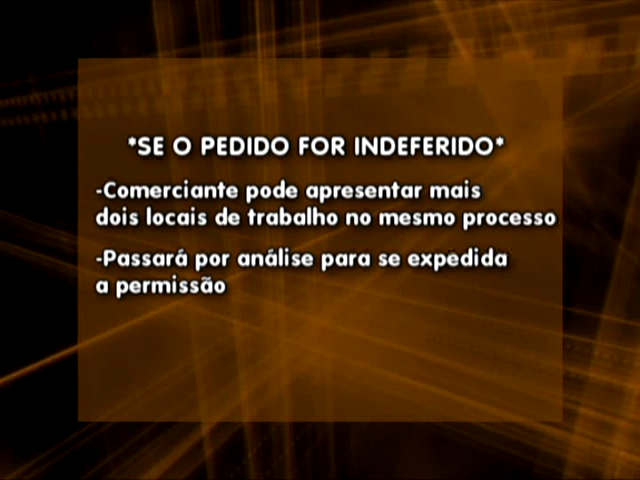 *SE O PEDIDO FOR INDEFERIDO*
-Comerciante pode apresentar mais
dois locais de trabalho no mesmo processo
-Passará por análise para se expedida
a permissão